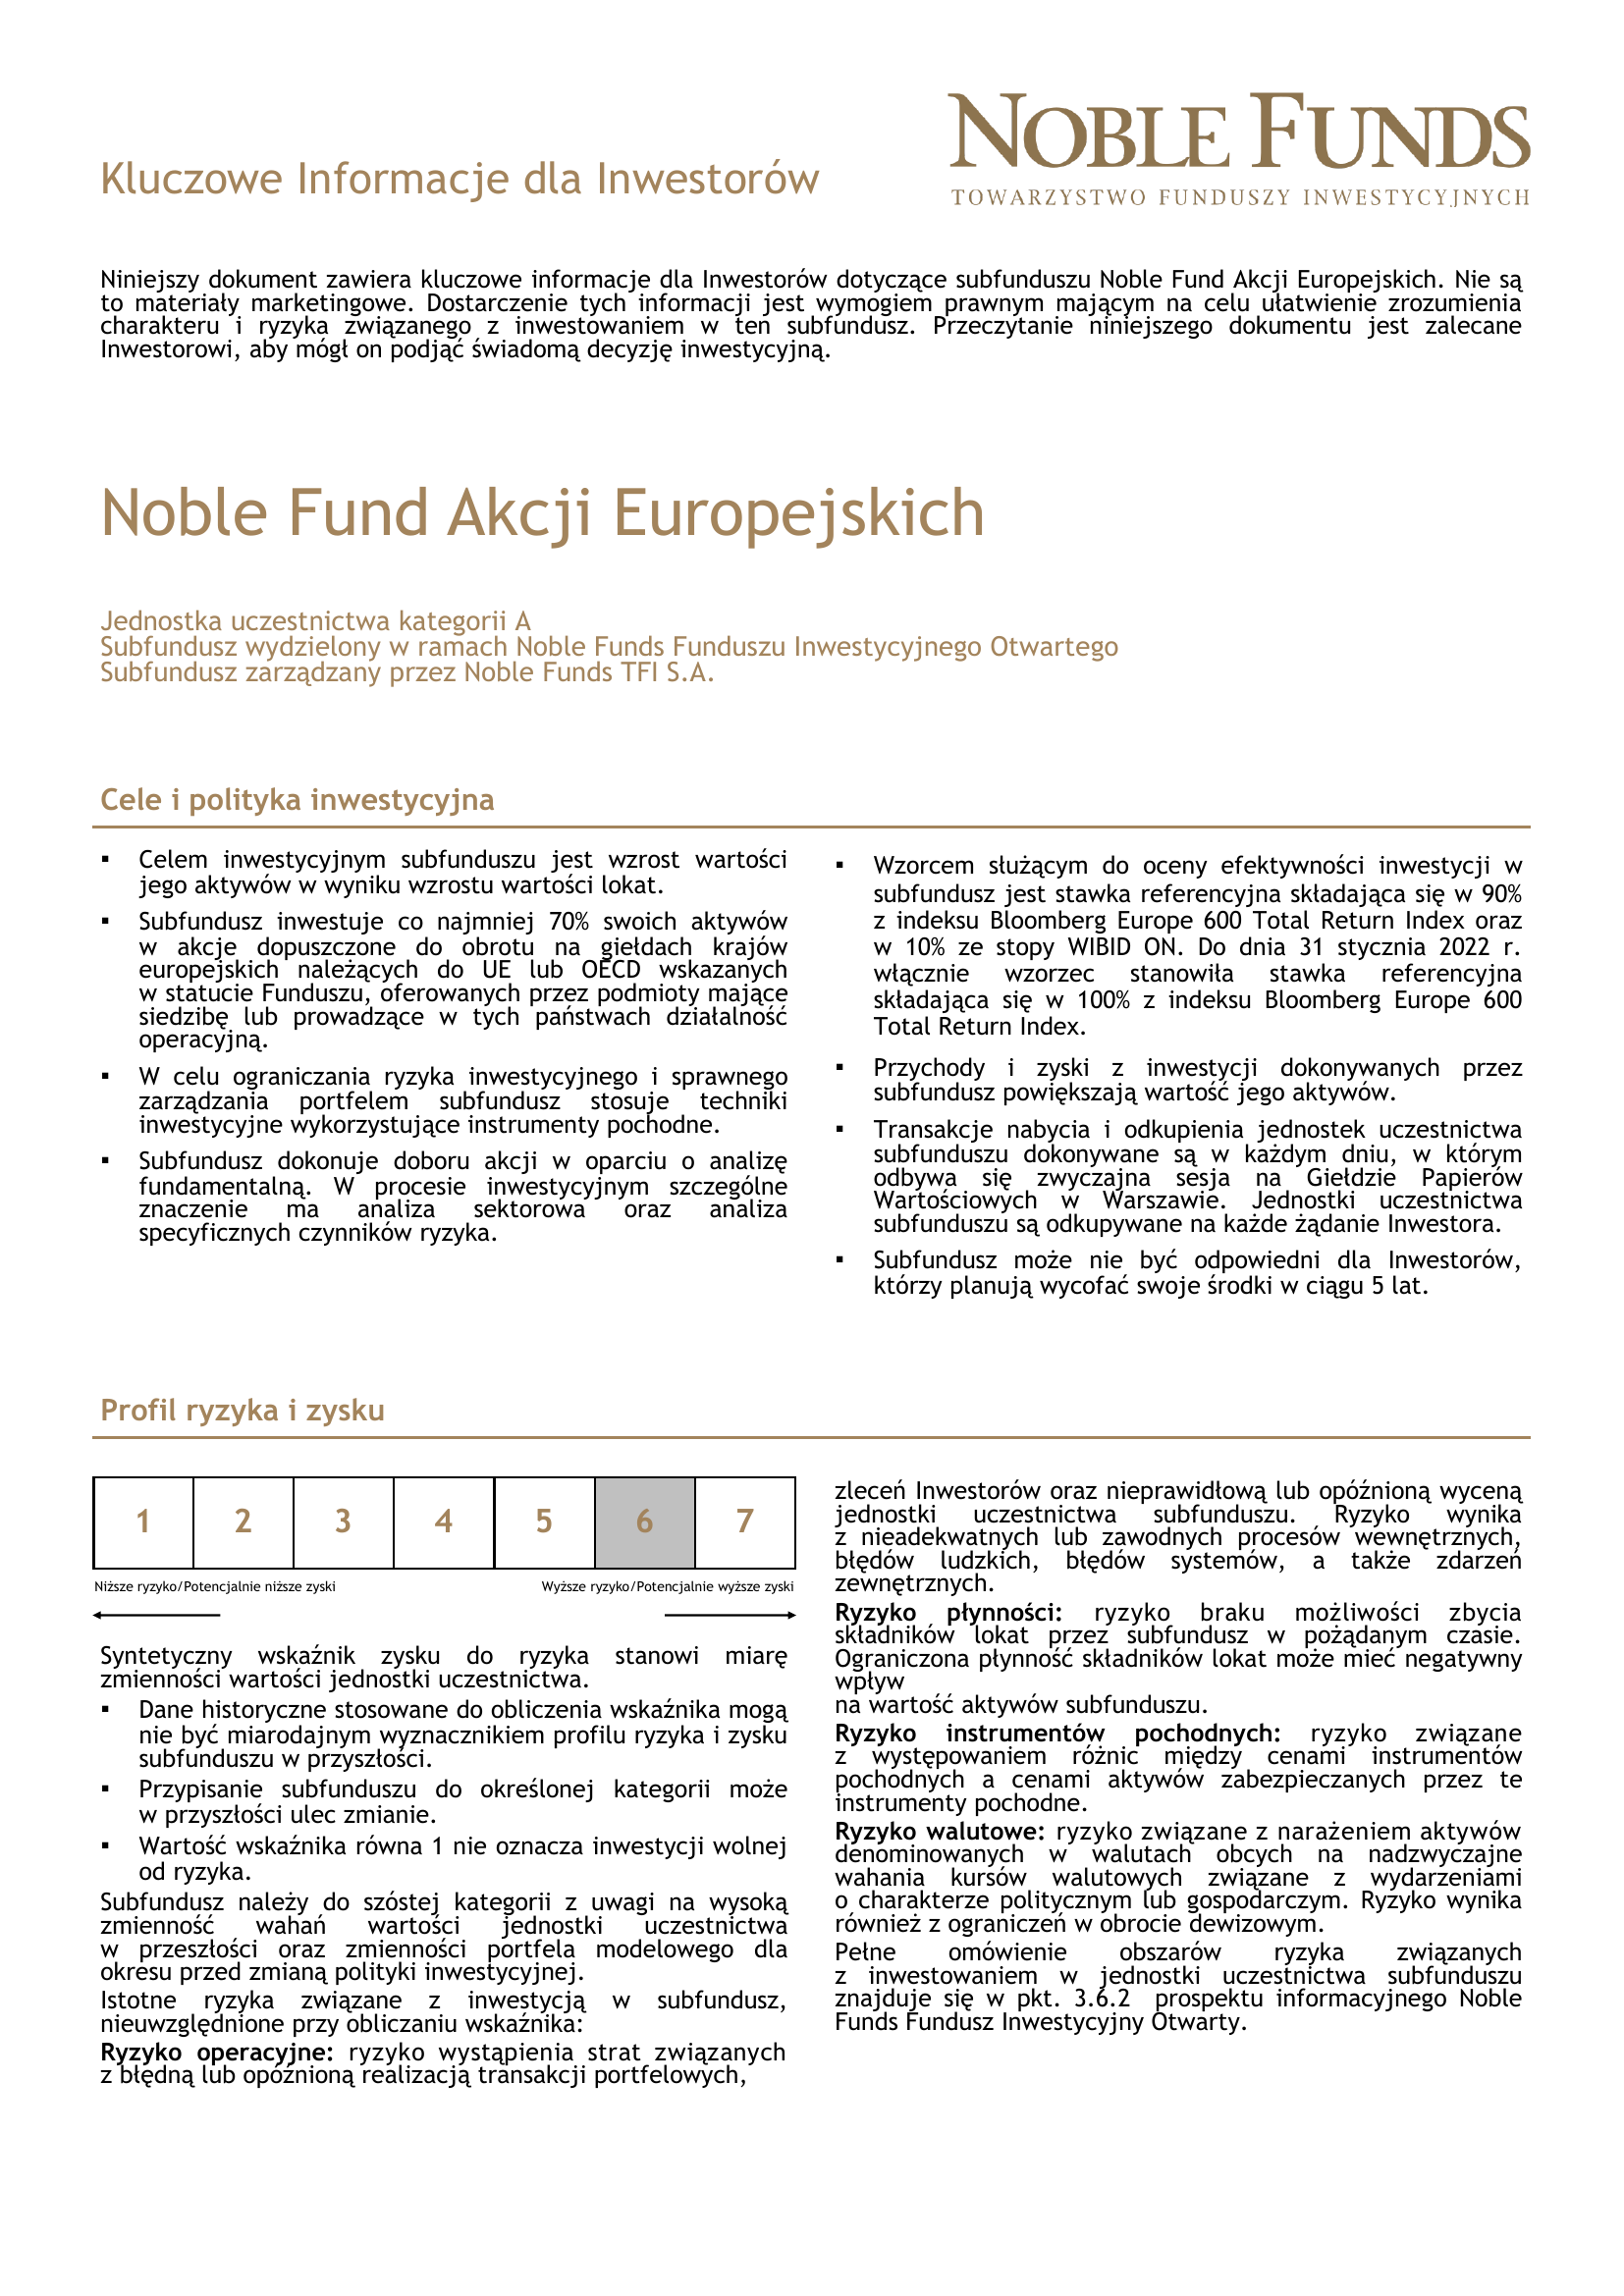 NOBLE FUNDS
TOWARZYSTWO FUNDUSZY INWESTYCYJNYCH
Kluczowe Informacje dla Inwestorów
Niniejszy dokument zawiera kluczowe informacje dla Inwestorów dotyczące subfunduszu Noble Fund Akcji Europejskich. Nie są
to materiały marketingowe. Dostarczenie tych informacji jest wymogiem prawnym mającym na celu ułatwienie zrozumienia
charakteru i ryzyka związanego z inwestowaniem w ten subfundusz. Przeczytanie niniejszego dokumentu jest zalecane
Inwestorowi, aby mógł on podjąć świadomą decyzję inwestycyjną.
Noble Fund Akcji Europejskich
Jednostka uczestnictwa kategorii A
Subfundusz wydzielony w ramach Noble Funds Funduszu Inwestycyjnego Otwartego
Subfundusz zarządzany przez Noble Funds TFI S.A.
Cele i polityka inwestycyjna
▪ Celem inwestycyjnym subfunduszu jest wzrost wartości
jego aktywów w wyniku wzrostu wartości lokat.
▪ Subfundusz inwestuje co najmniej 70% swoich aktywów
w akcje dopuszczone do obrotu na giełdach krajów
europejskich należących do UE lub OECD wskazanych
w statucie Funduszu, oferowanych przez podmioty mające
siedzibę lub prowadzące w tych państwach działalność
operacyjną.
▪ W celu ograniczania ryzyka inwestycyjnego i sprawnego
zarządzania portfelem subfundusz stosuje techniki
inwestycyjne wykorzystujące instrumenty pochodne.
▪ Subfundusz dokonuje doboru akcji w oparciu o analizę
fundamentalną. W procesie inwestycyjnym szczególne
znaczenie ma analiza sektorowa oraz analiza
specyficznych czynników ryzyka.
▪ Wzorcem służącym do oceny efektywności inwestycji w
subfundusz jest stawka referencyjna składająca się w 90%
z indeksu Bloomberg Europe 600 Total Return Index oraz
w 10% ze stopy WIBID ON. Do dnia 31 stycznia 2022 r.
włącznie wzorzec stanowiła stawka referencyjna
składająca się w 100% z indeksu Bloomberg Europe 600
Total Return Index.
▪ Przychody i zyski z inwestycji dokonywanych przez
subfundusz powiększają wartość jego aktywów.
▪ Transakcje nabycia i odkupienia jednostek uczestnictwa
subfunduszu dokonywane są w każdym dniu, w którym
odbywa się zwyczajna sesja na Giełdzie Papierów
Wartościowych w Warszawie. Jednostki uczestnictwa
subfunduszu są odkupywane na każde żądanie Inwestora.
▪ Subfundusz może nie być odpowiedni dla Inwestorów,
którzy planują wycofać swoje środki w ciągu 5 lat.
Profil ryzyka i zysku
1 2 3 4 5 6 7
Niższe ryzyko/Potencjalnie niższe zyski Wyższe ryzyko/Potencjalnie wyższe zyski
Syntetyczny wskaźnik zysku do ryzyka stanowi miarę
zmienności wartości jednostki uczestnictwa.
▪ Dane historyczne stosowane do obliczenia wskaźnika mogą
nie być miarodajnym wyznacznikiem profilu ryzyka i zysku
subfunduszu w przyszłości.
▪ Przypisanie subfunduszu do określonej kategorii może
w przyszłości ulec zmianie.
▪ Wartość wskaźnika równa 1 nie oznacza inwestycji wolnej
od ryzyka.
Subfundusz należy do szóstej kategorii z uwagi na wysoką
zmienność wahań wartości jednostki uczestnictwa
w przeszłości oraz zmienności portfela modelowego dla
okresu przed zmianą polityki inwestycyjnej.
Istotne ryzyka związane z inwestycją w subfundusz,
nieuwzględnione przy obliczaniu wskaźnika:
Ryzyko operacyjne: ryzyko wystąpienia strat związanych
z błędną lub opóźnioną realizacją transakcji portfelowych,
zleceń Inwestorów oraz nieprawidłową lub opóźnioną wyceną
jednostki uczestnictwa subfunduszu. Ryzyko wynika
z nieadekwatnych lub zawodnych procesów wewnętrznych,
błędów ludzkich, błędów systemów, a także zdarzeń
zewnętrznych.
Ryzyko płynności: ryzyko braku możliwości zbycia
składników lokat przez subfundusz w pożądanym czasie.
Ograniczona płynność składników lokat może mieć negatywny
wpływ
na wartość aktywów subfunduszu.
Ryzyko instrumentów pochodnych: ryzyko związane
z występowaniem różnic między cenami instrumentów
pochodnych a cenami aktywów zabezpieczanych przez te
instrumenty pochodne.
Ryzyko walutowe: ryzyko związane z narażeniem aktywów
denominowanych w walutach obcych na nadzwyczajne
wahania kursów walutowych związane z wydarzeniami
o charakterze politycznym lub gospodarczym. Ryzyko wynika
również z ograniczeń w obrocie dewizowym.
Pełne omówienie obszarów ryzyka związanych
z inwestowaniem w jednostki uczestnictwa subfunduszu
znajduje się w pkt. 3.6.2 prospektu informacyjnego Noble
Funds Fundusz Inwestycyjny Otwarty.